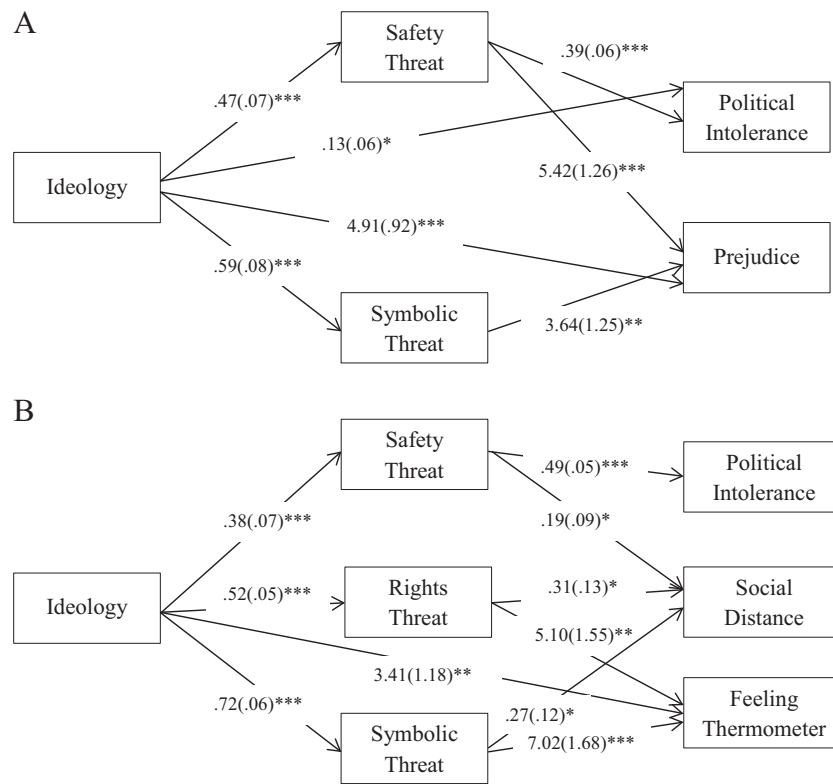 A
Safety
Threat
.39(.06)***
.47(.07)***
Political
Intolerance
.13(.06)*
Ideology
5.42(1.26)***
4.91(.92)***
Prejudice
.59(.08)***
Symbolic
Threat
3.64(1.25)**
B
Safety
Threat
.49(.05)***
Political
Intolerance
.38(.07)***
.19(.09)*
Ideology
.52(.05)***
Rights
Threat
.31(.13)*
Social
Distance
5.10(1.55)**
3.41(1.18)**
.72(.06)***
.27(.12)*
Feeling
Thermometer
Symbolic
Threat
7.02(1.68)***